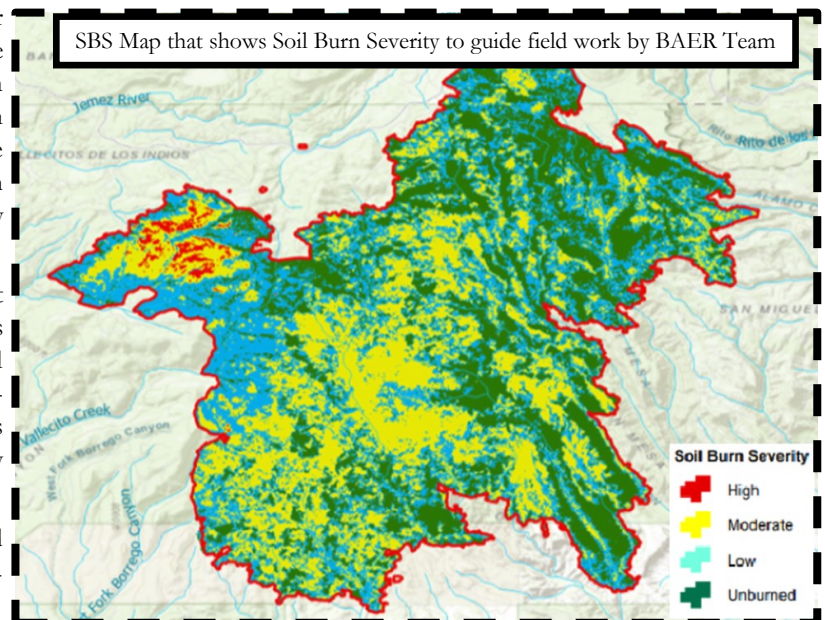 SBS Map that shows Soil Burn Severity to guide field work by BAER Team
Jemez River
Rito de los
LLECITOS DE LOS INDIOS
ALAMO C
SAN MIGUEL
MESA
MESA
Vallecito Creek
West Fork Borrego Canyon
t Fork Borrego Canyon
Soil Burn Severity
High
Moderate
Low
Unburned